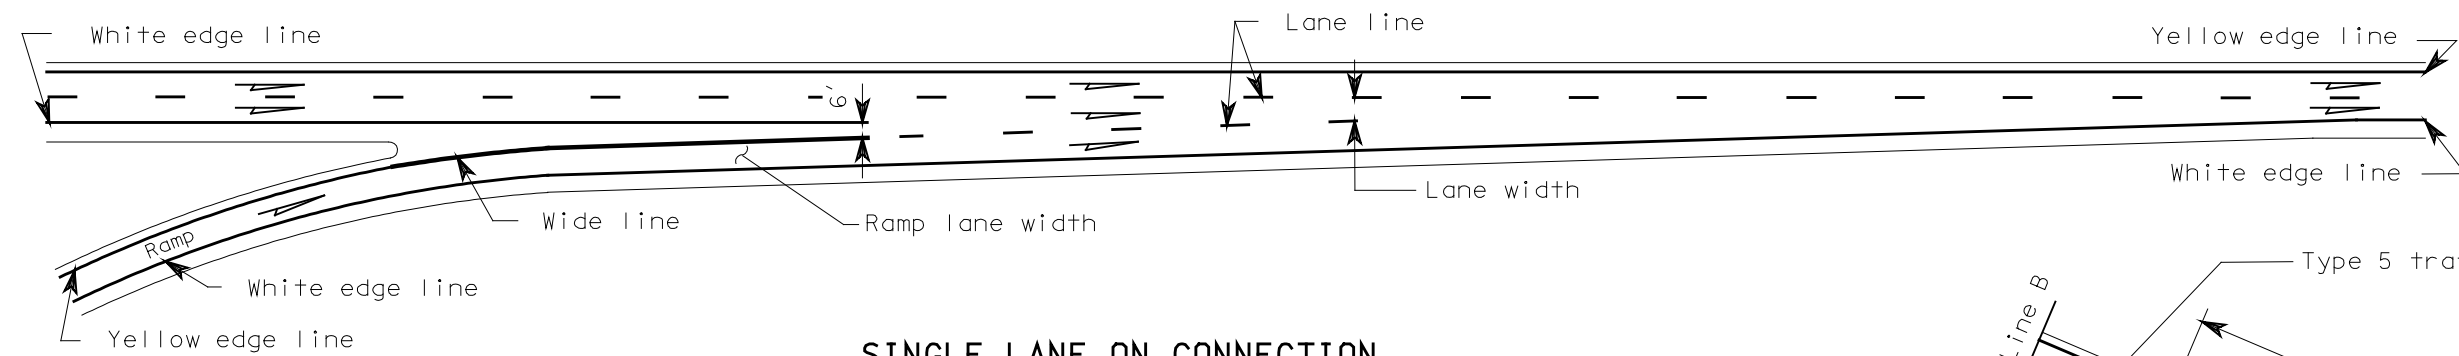 White edge line
Lane line
Yellow edge line
6'
White edge line
Lane width
Wide line
Ramp lane width
Ramp
White edge line
Type 5
Line B
Yellow edge line
SINGLE LANE ON CONNECTION